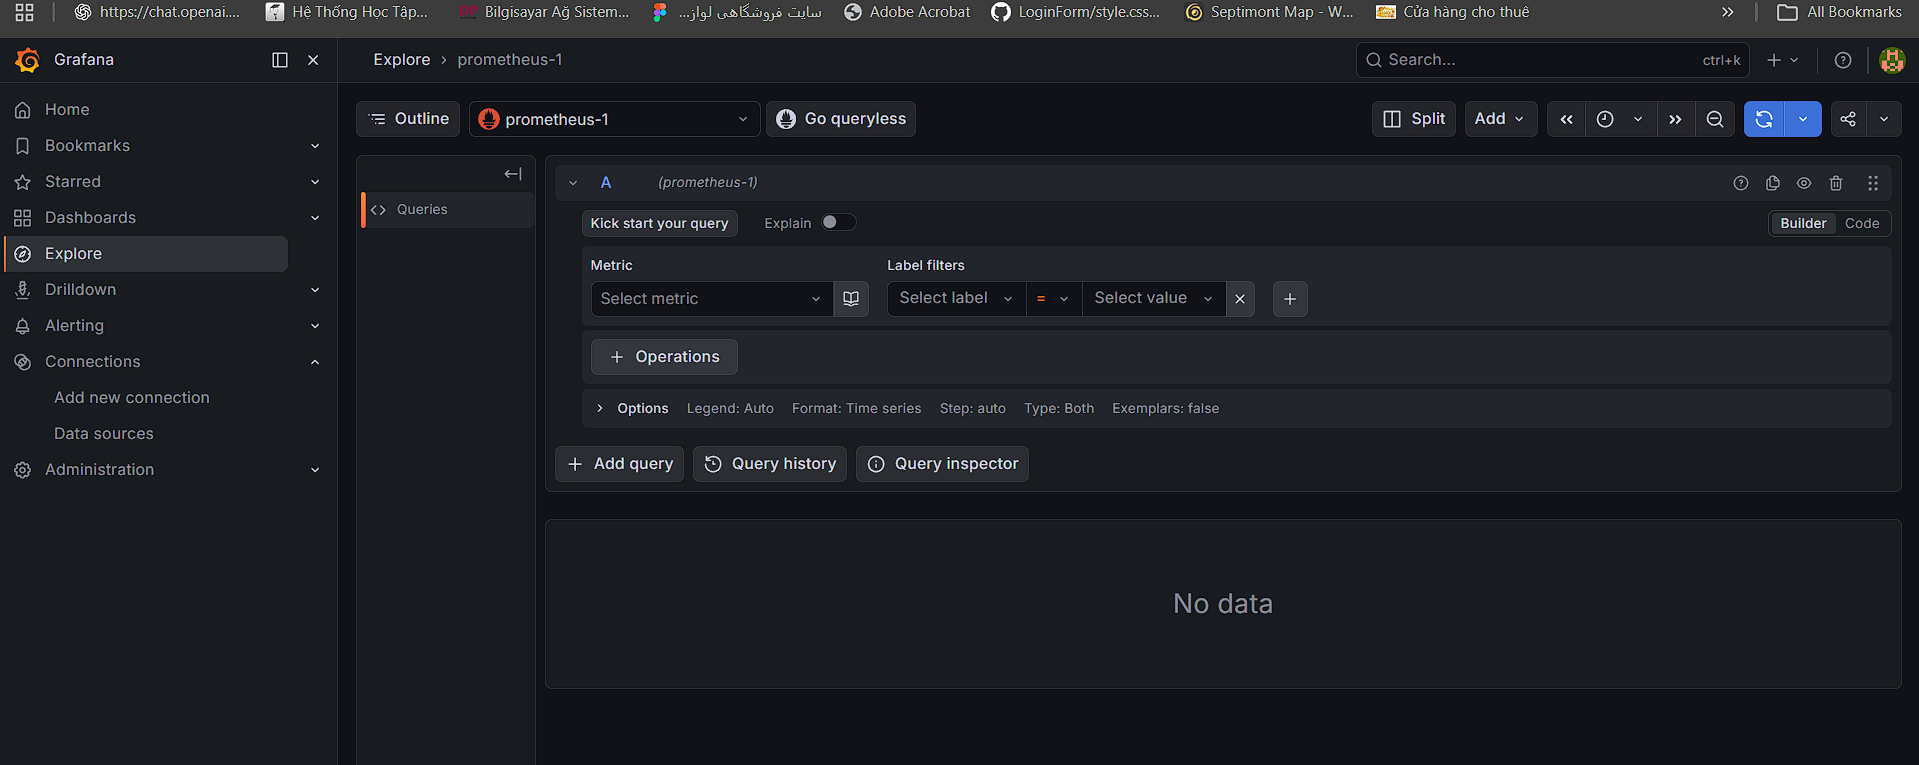 https://chat.openai.... Hệ Thống Học Tập... Bilgisayar Ağ Sistem... سایت فروشگاهی لواز... Adobe Acrobat LoginForm/style.css... Septimont Map - W... Cửa hàng cho thuê » All Bookmarks
Grafana
Explore › prometheus-1
Search... ctrl+k
Home
Bookmarks
Starred
Dashboards
Explore
Drilldown
Alerting
Connections
Add new connection
Data sources
Administration
Outline prometheus-1 Go queryless
Split Add
Queries
A (prometheus-1)
Kick start your query Explain
Builder Code
Metric Label filters
Select metric Select label = Select value
+ Operations
Options Legend: Auto Format: Time series Step: auto Type: Both Exemplars: false
+ Add query Query history Query inspector
No data